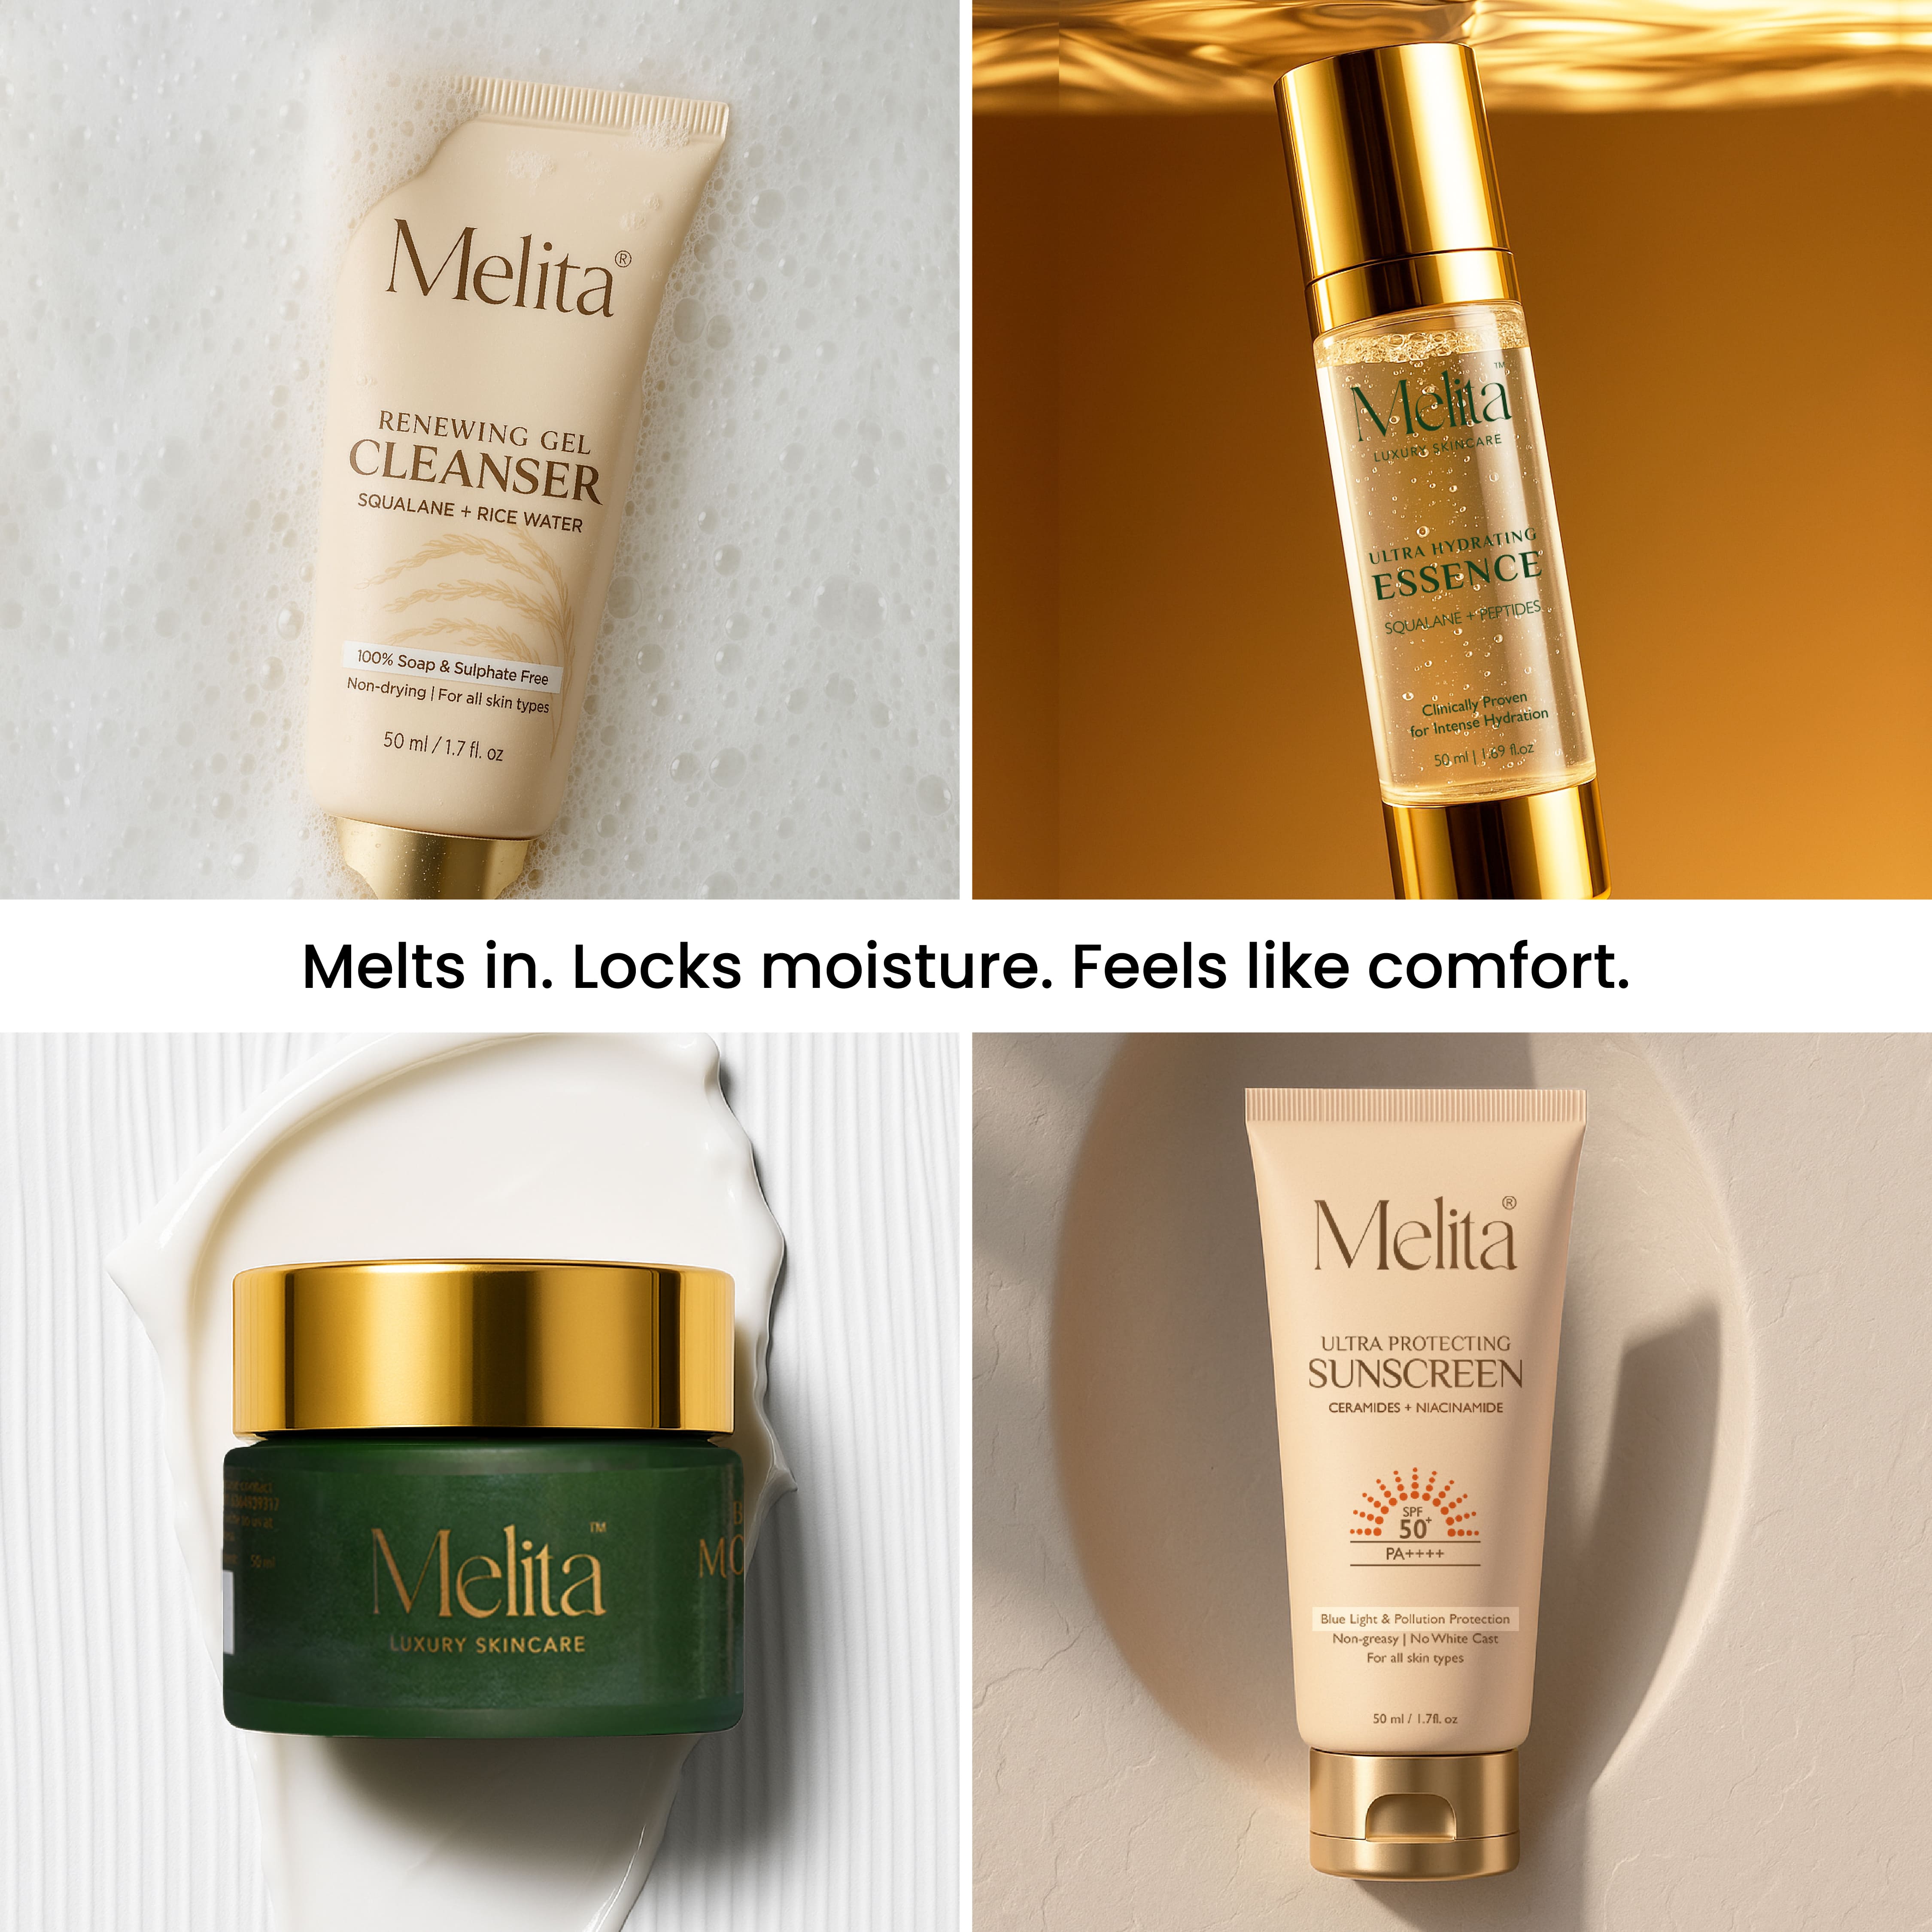 Melita®
RENEWING GEL
CLEANSER
SQUALANE + RICE WATER
100% Soap & Sulphate Free
Non-drying | For all skin types
50 ml / 1.7 fl. oz
Melita™
LUXURY SKINCARE
ULTRA HYDRATING
ESSENCE
SQUALANE + PEPTIDES
Clinically Proven
for Intense Hydration
50 ml | 1.69 fl.oz
Melts in. Locks moisture. Feels like comfort.
Melita™
LUXURY SKINCARE
50 ml
Melita®
ULTRA PROTECTING
SUNSCREEN
CERAMIDES + NIACINAMIDE
SPF
50+
PA++++
Blue Light & Pollution Protection
Non-greasy | No White Cast
For all skin types
50 ml / 1.7fl. oz